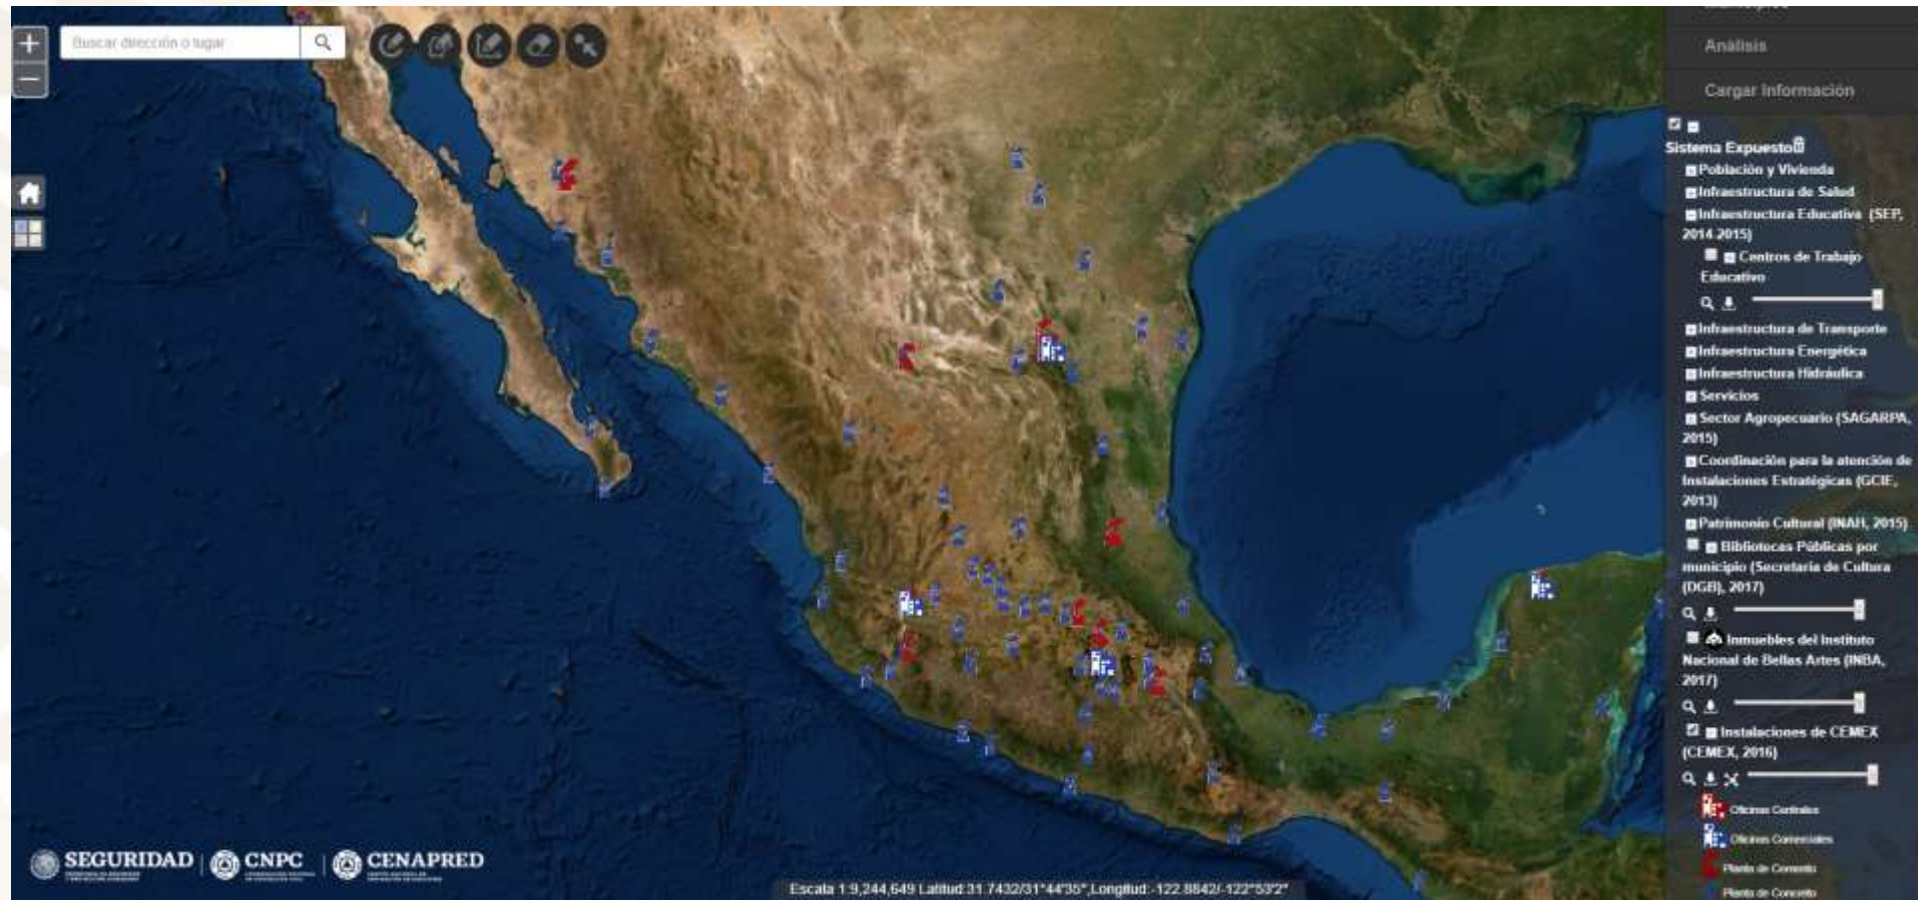 Buscar dirección o lugar
Análisis
Cargar Información
Sistema Expuesto
Población y Vivienda
Infraestructura de Salud
Infraestructura Educativa (SEP,
2014 2015)
Centros de Trabajo
Educativo
Infraestructura de Transporte
Infraestructura Energética
Infraestructura Hidráulica
Servicios
Sector Agropecuario (SAGARPA,
2015)
Coordinación para la atención de
Instalaciones Estratégicas (GCIE,
2013)
Patrimonio Cultural (INAH, 2015)
Bibliotecas Públicas por
municipio (Secretaría de Cultura
(DGB), 2017)
Inmuebles del Instituto
Nacional de Bellas Artes (INBA,
2017)
Instalaciones de CEMEX
(CEMEX, 2016)
Oficinas Centrales
Oficinas Comerciales
Planta de Cemento
Planta de Concreto
SEGURIDAD CNPC CENAPRED
Escala 1:9,244,649 Latitud:31.7432/31°44'35", Longitud:-122.8842/-122°53'2"